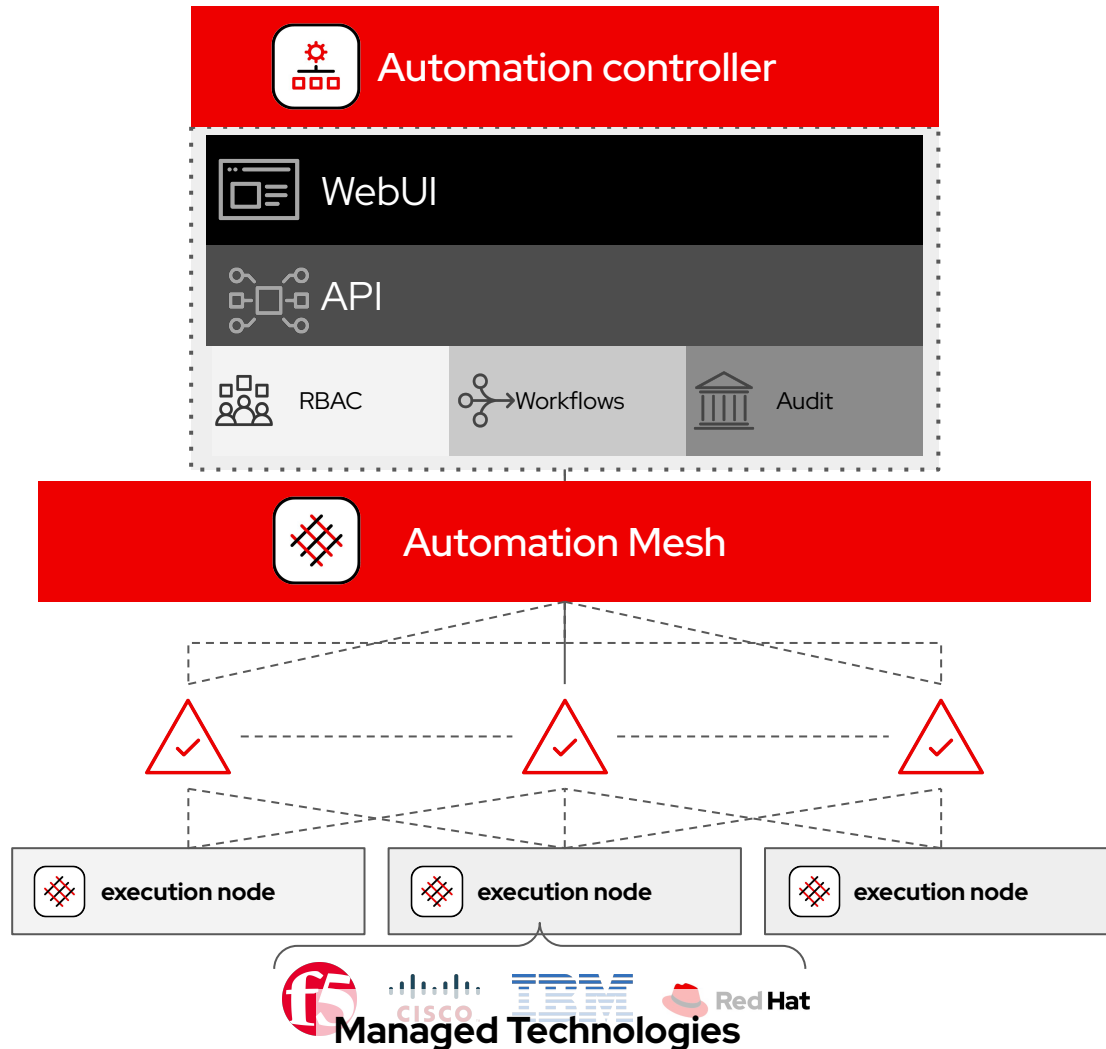 Automation controller
WebUI
API
RBAC
Workflows
Audit
Automation Mesh
execution node
execution node
execution node
f5
CISCO
IBM
Red Hat
Managed Technologies